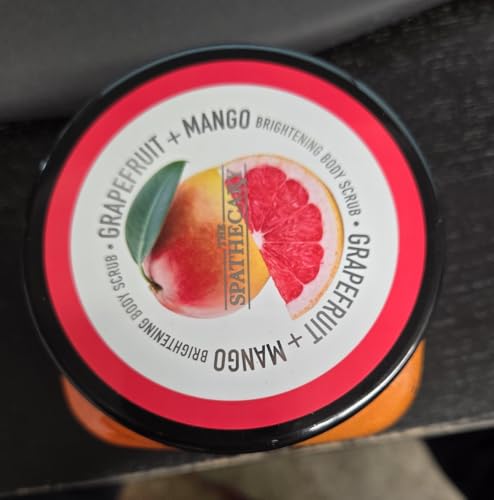 GRAPEFRUIT + MANGO BRIGHTENING BODY SCRUB •
GRAPEFRUIT + MANGO BRIGHTENING BODY SCRUB •
THE
SPATHECARY